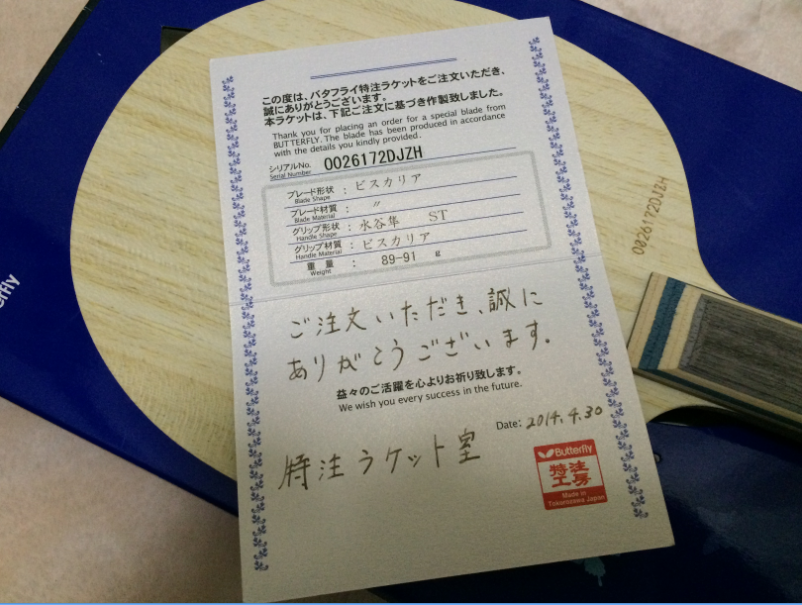 この度は、バタフライ特注ラケットをご注文いただき、
誠にありがとうございます。
本ラケットは、下記ご注文に基づき作製致しました。
Thank you for placing an order for a special blade from
BUTTERFLY. The blade has been produced in accordance
with the details you kindly provided.
シリアルNo. 0026172DJZH
Serial Number
ブレード形状 : ビスカリア
Blade Shape
ブレード材質 : 〃
Blade Material
グリップ形状 : 水谷隼 ST
Handle Shape
グリップ材質 : ビスカリア
Handle Material
重量 : 89-91 g
Weight
ご注文いただき、誠に
ありがとうございます。
益々のご活躍を心よりお祈り致します。
We wish you every success in the future.
Date: 2014.4.30
特注ラケット室
Butterfly
特注
工房
Made in
Tokorozawa Japan
0026172DJZH
erfly